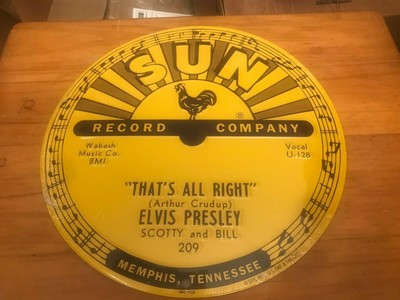 SUN
®
RECORD COMPANY
Wabash
Music Co.
BMI
Vocal
U-128
"THAT'S ALL RIGHT"
(Arthur Crudup)
ELVIS PRESLEY
SCOTTY and BILL
209
MEMPHIS, TENNESSEE